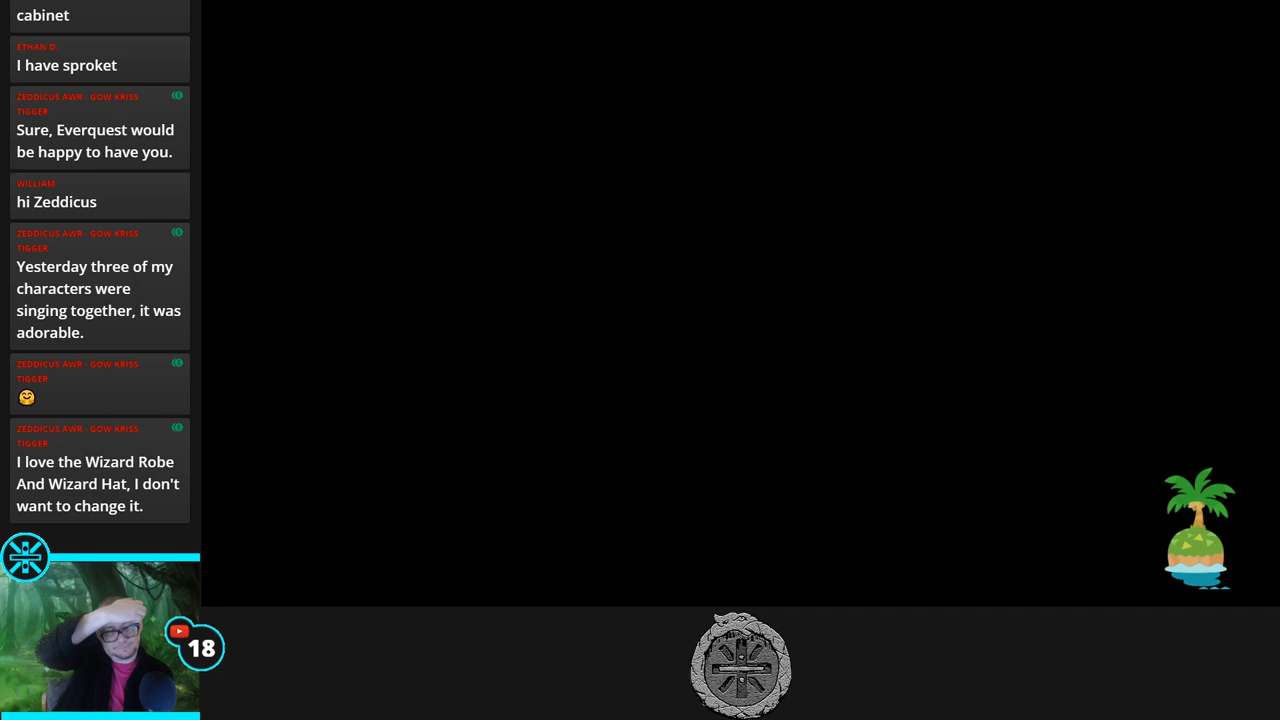 cabinet
ETHAN D.
I have sproket
ZEDDICUS AWR - GOW KRISS
TIGGER
Sure, Everquest would
be happy to have you.
WILLIAM
hi Zeddicus
ZEDDICUS AWR - GOW KRISS
TIGGER
Yesterday three of my
characters were
singing together, it was
adorable.
ZEDDICUS AWR - GOW KRISS
TIGGER
🤗
ZEDDICUS AWR - GOW KRISS
TIGGER
I love the Wizard Robe
And Wizard Hat, I don't
want to change it.
18